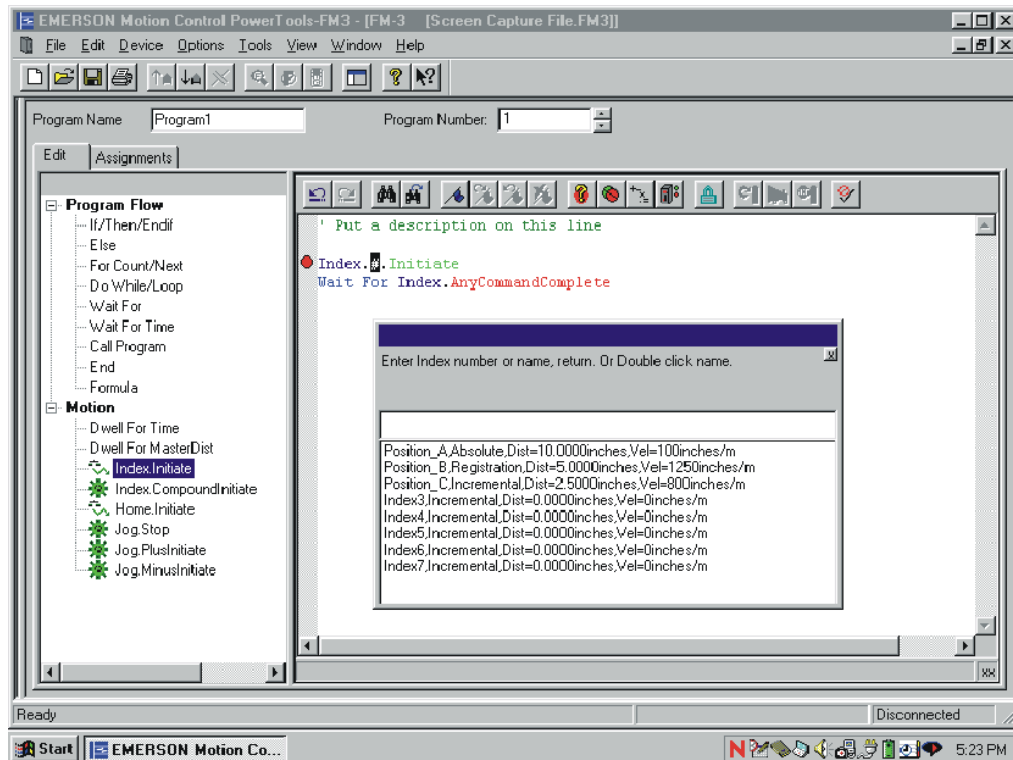 EMERSON Motion Control PowerTools-FM3 - [FM-3 [Screen Capture File.FM3]]
File Edit Device Options Tools View Window Help
Program Name Program1 Program Number: 1
Edit Assignments
Program Flow
If/Then/Endif
Else
For Count/Next
Do While/Loop
Wait For
Wait For Time
Call Program
End
Formula
Motion
Dwell For Time
Dwell For MasterDist
Index.Initiate
Index.CompoundInitiate
Home.Initiate
Jog.Stop
Jog.PlusInitiate
Jog.MinusInitiate
' Put a description on this line
Index.#.Initiate
Wait For Index.AnyCommandComplete
Enter Index number or name, return. Or Double click name.
Position_A,Absolute,Dist=10.0000inches,Vel=100inches/m
Position_B,Registration,Dist=5.0000inches,Vel=1250inches/m
Position_C,Incremental,Dist=2.5000inches,Vel=800inches/m
Index3,Incremental,Dist=0.0000inches,Vel=0inches/m
Index4,Incremental,Dist=0.0000inches,Vel=0inches/m
Index5,Incremental,Dist=0.0000inches,Vel=0inches/m
Index6,Incremental,Dist=0.0000inches,Vel=0inches/m
Index7,Incremental,Dist=0.0000inches,Vel=0inches/m
XX
Ready Disconnected
Start EMERSON Motion Co... N 5:23 PM